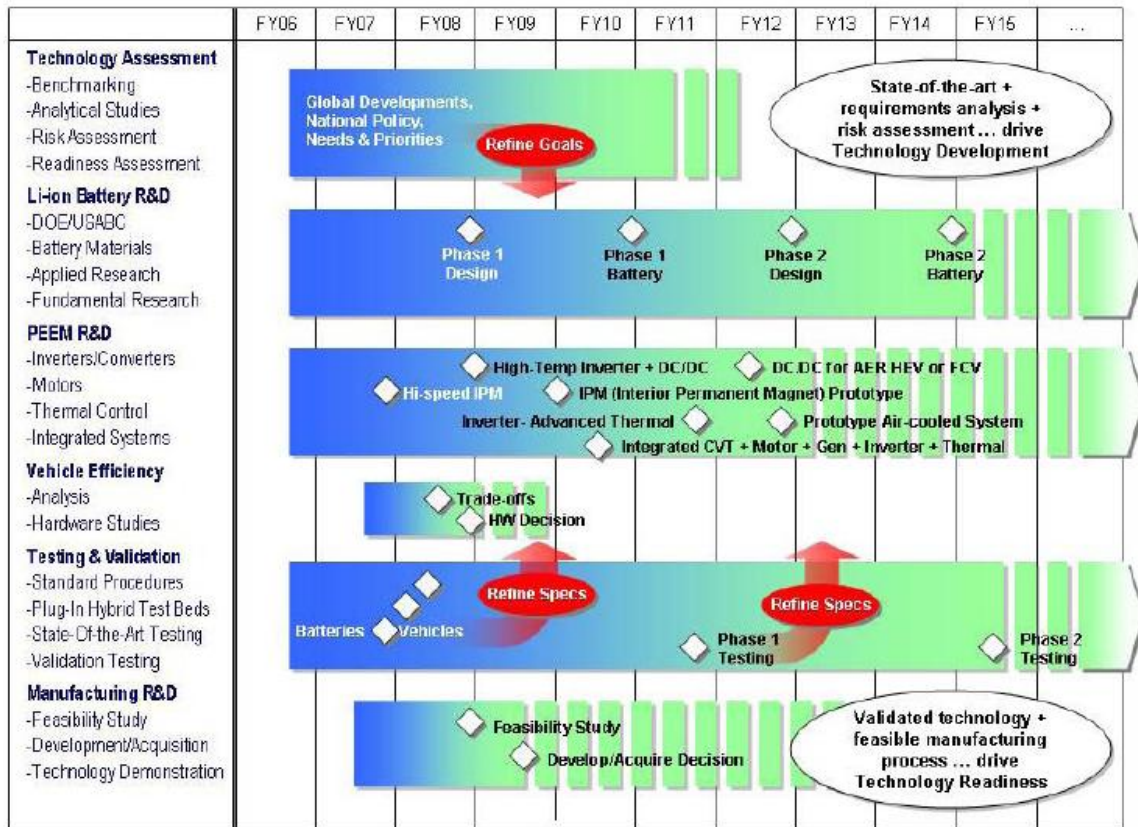 FY06 FY07 FY08 FY09 FY10 FY11 FY12 FY13 FY14 FY15 ...
Technology Assessment
-Benchmarking
-Analytical Studies
-Risk Assessment
-Readiness Assessment
Global Developments,
National Policy,
Needs & Priorities
Refine Goals
State-of-the-art +
requirements analysis +
risk assessment ... drive
Technology Development
Li-ion Battery R&D
-DOE/USABC
-Battery Materials
-Applied Research
-Fundamental Research
Phase 1
Design
Phase 1
Battery
Phase 2
Design
Phase 2
Battery
PEEM R&D
-Inverters/Converters
-Motors
-Thermal Control
-Integrated Systems
High-Temp Inverter + DC/DC
DC/DC for AER HEV or FCV
Hi-speed IPM
IPM (Interior Permanent Magnet) Prototype
Inverter- Advanced Thermal
Prototype Air-cooled System
Integrated CVT + Motor + Gen + Inverter + Thermal
Vehicle Efficiency
-Analysis
-Hardware Studies
Trade-offs
HW Decision
Testing & Validation
-Standard Procedures
-Plug-In Hybrid Test Beds
-State-Of-the-Art Testing
-Validation Testing
Batteries
Vehicles
Refine Specs
Refine Specs
Phase 1
Testing
Phase 2
Testing
Manufacturing R&D
-Feasibility Study
-Development/Acquisition
-Technology Demonstration
Feasibility Study
Develop/Acquire Decision
Validated technology +
feasible manufacturing
process ... drive
Technology Readiness